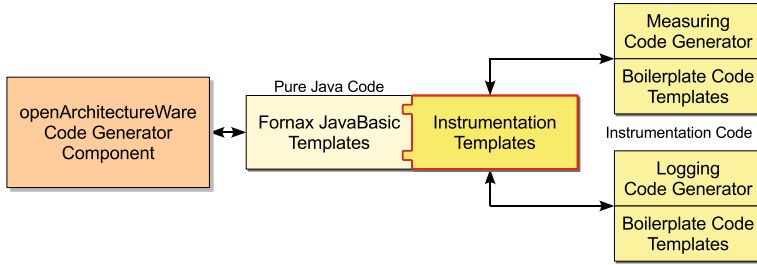 openArchitectureWare
Code Generator
Component
Pure Java Code
Fornax JavaBasic
Templates
Instrumentation
Templates
Measuring
Code Generator
Boilerplate Code
Templates
Instrumentation Code
Logging
Code Generator
Boilerplate Code
Templates